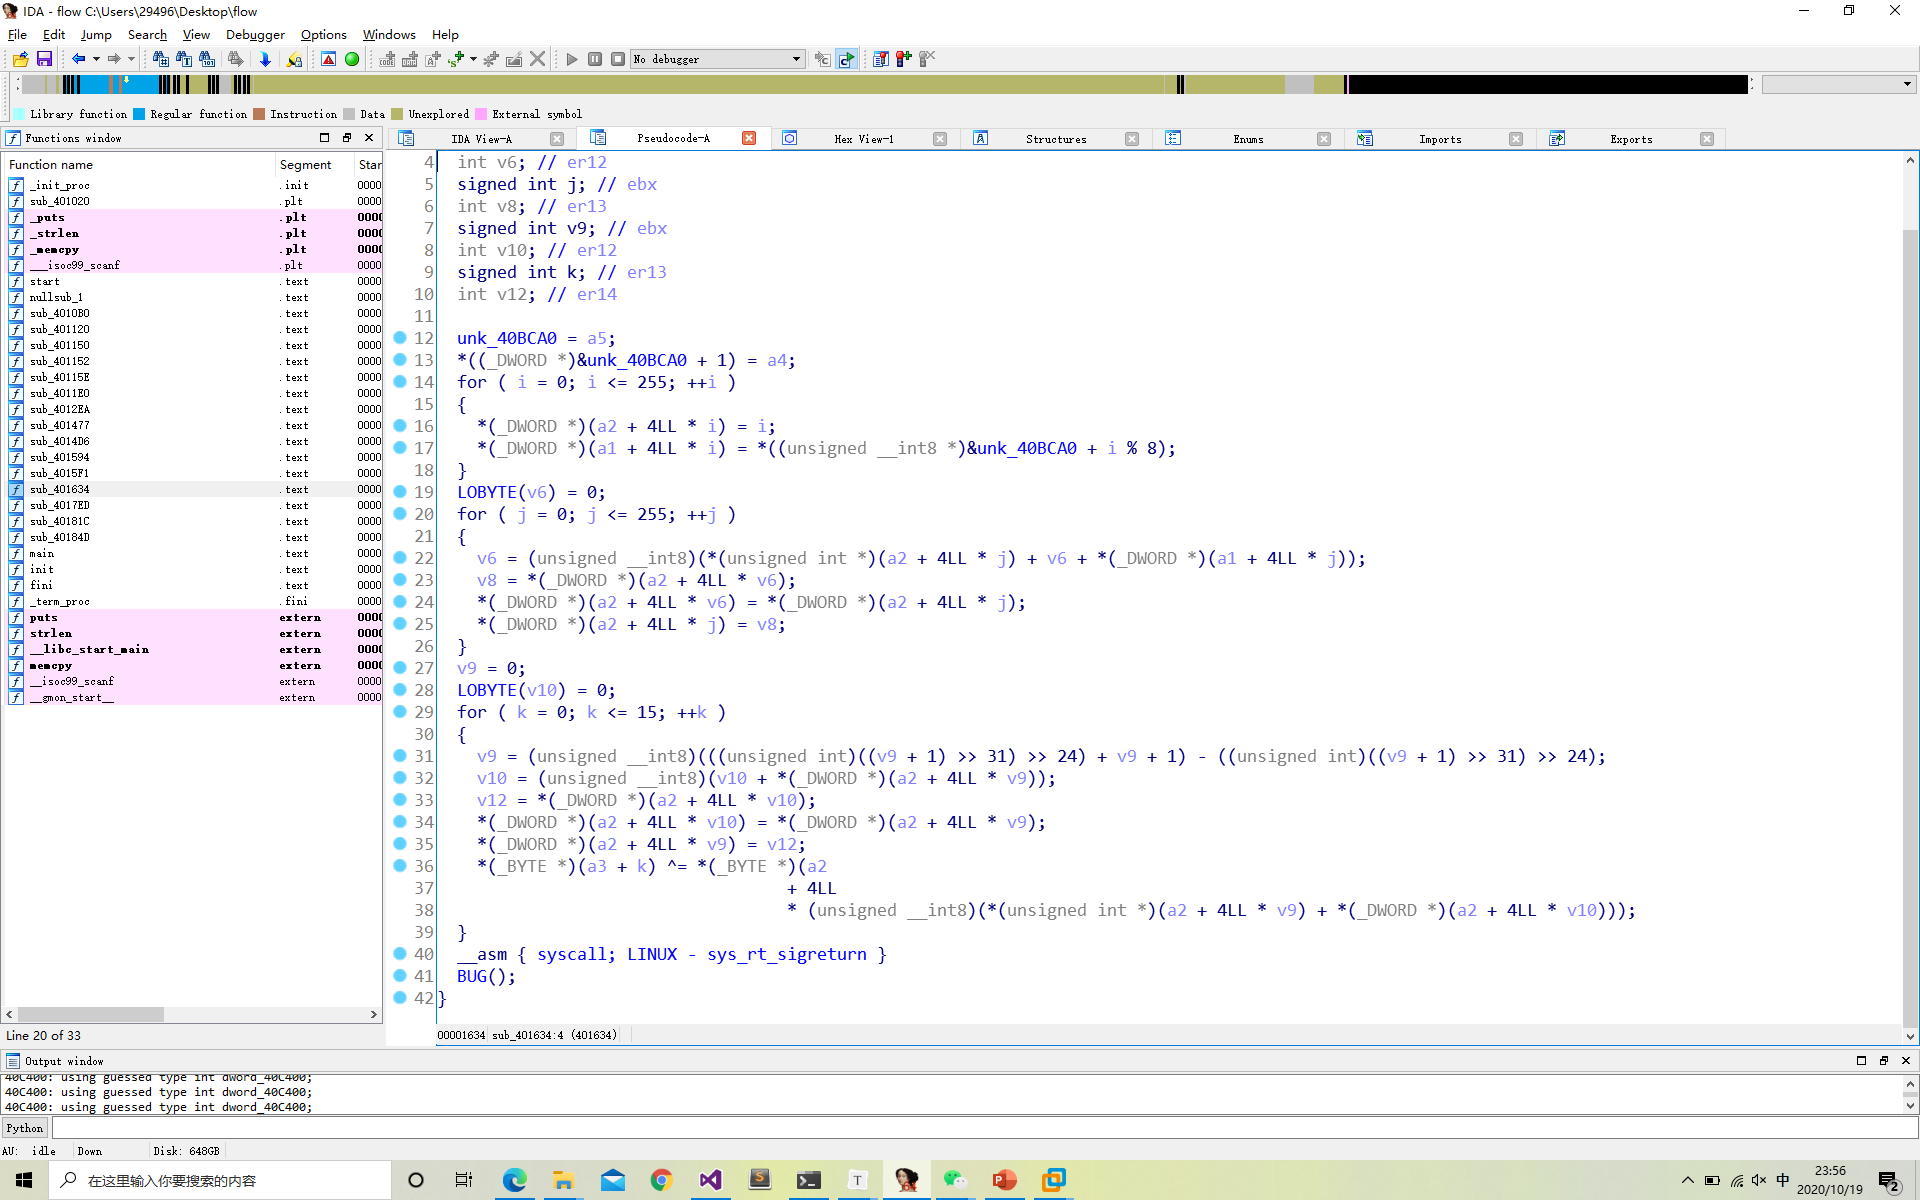 IDA - flow C:\Users\29496\Desktop\flow
File Edit Jump Search View Debugger Options Windows Help
No debugger
Library function Regular function Instruction Data Unexplored External symbol
Functions window
IDA View-A Pseudocode-A Hex View-1 Structures Enums Imports Exports
Function name Segment Star
_init_proc .init 0000
sub_401020 .plt 0000
_puts .plt 0000
_strlen .plt 0000
_memcpy .plt 0000
___isoc99_scanf .plt 0000
start .text 0000
nullsub_1 .text 0000
sub_4010B0 .text 0000
sub_401120 .text 0000
sub_401150 .text 0000
sub_401152 .text 0000
sub_40115E .text 0000
sub_4011E0 .text 0000
sub_4012EA .text 0000
sub_401477 .text 0000
sub_4014D6 .text 0000
sub_401594 .text 0000
sub_4015F1 .text 0000
sub_401634 .text 0000
sub_4017ED .text 0000
sub_40181C .text 0000
sub_40184D .text 0000
main .text 0000
init .text 0000
fini .text 0000
_term_proc .fini 0000
puts extern 0000
strlen extern 0000
__libc_start_main extern 0000
memcpy extern 0000
__isoc99_scanf extern 0000
__gmon_start__ extern 0000
Line 20 of 33
4 int v6; // er12
5 signed int j; // ebx
6 int v8; // er13
7 signed int v9; // ebx
8 int v10; // er12
9 signed int k; // er13
10 int v12; // er14
11
12 unk_40BCA0 = a5;
13 *((_DWORD *)&unk_40BCA0 + 1) = a4;
14 for ( i = 0; i <= 255; ++i )
15 {
16 *(_DWORD *)(a2 + 4LL * i) = i;
17 *(_DWORD *)(a1 + 4LL * i) = *((unsigned __int8 *)&unk_40BCA0 + i % 8);
18 }
19 LOBYTE(v6) = 0;
20 for ( j = 0; j <= 255; ++j )
21 {
22 v6 = (unsigned __int8)(*(unsigned int *)(a2 + 4LL * j) + v6 + *(_DWORD *)(a1 + 4LL * j));
23 v8 = *(_DWORD *)(a2 + 4LL * v6);
24 *(_DWORD *)(a2 + 4LL * v6) = *(_DWORD *)(a2 + 4LL * j);
25 *(_DWORD *)(a2 + 4LL * j) = v8;
26 }
27 v9 = 0;
28 LOBYTE(v10) = 0;
29 for ( k = 0; k <= 15; ++k )
30 {
31 v9 = (unsigned __int8)(((unsigned int)((v9 + 1) >> 31) >> 24) + v9 + 1) - ((unsigned int)((v9 + 1) >> 31) >> 24);
32 v10 = (unsigned __int8)(v10 + *(_DWORD *)(a2 + 4LL * v9));
33 v12 = *(_DWORD *)(a2 + 4LL * v10);
34 *(_DWORD *)(a2 + 4LL * v10) = *(_DWORD *)(a2 + 4LL * v9);
35 *(_DWORD *)(a2 + 4LL * v9) = v12;
36 *(_BYTE *)(a3 + k) ^= *(_BYTE *)(a2
37 + 4LL
38 * (unsigned __int8)(*(unsigned int *)(a2 + 4LL * v9) + *(_DWORD *)(a2 + 4LL * v10)));
39 }
40 __asm { syscall; LINUX - sys_rt_sigreturn }
41 BUG();
42 }
00001634 sub_401634:4 (401634)
Output window
40C400: using guessed type int dword_40C400;
40C400: using guessed type int dword_40C400;
40C400: using guessed type int dword_40C400;
Python
AU: idle Down Disk: 648GB
在这里输入你要搜索的内容
中
23:56
2020/10/19
2